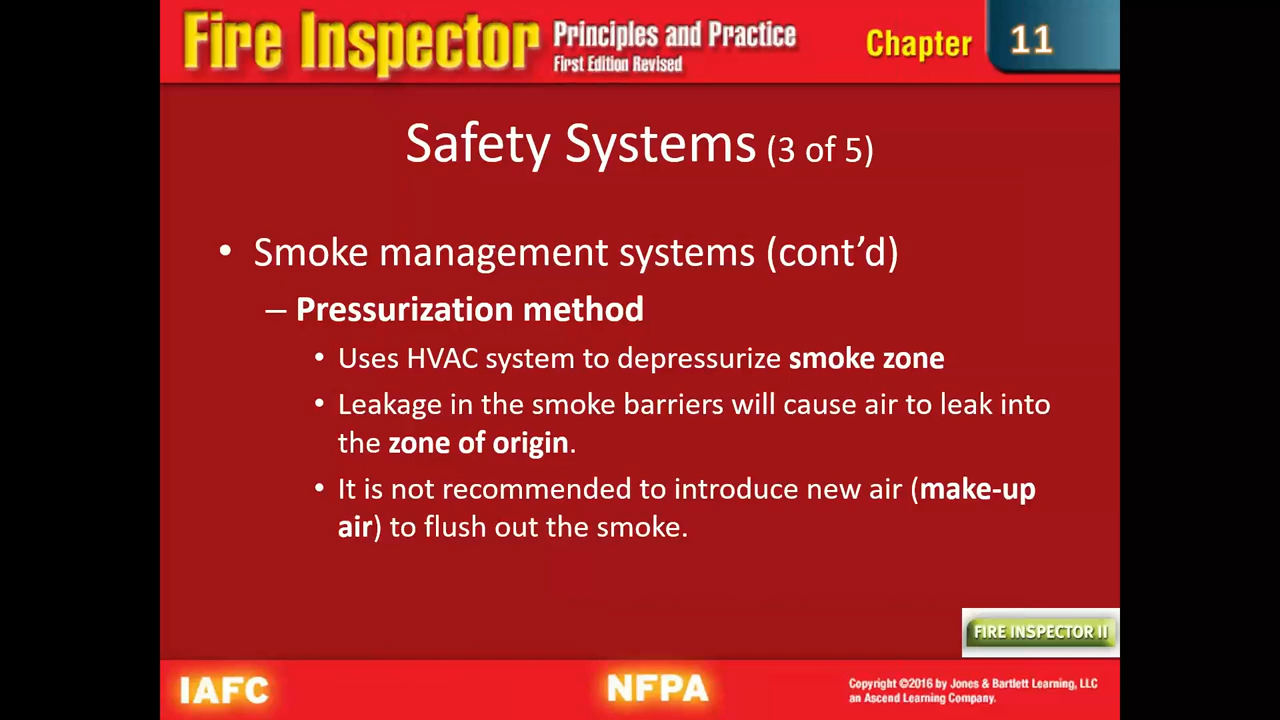 Fire Inspector Principles and Practice
First Edition Revised
Chapter 11
Safety Systems (3 of 5)
• Smoke management systems (cont’d)
– Pressurization method
• Uses HVAC system to depressurize smoke zone
• Leakage in the smoke barriers will cause air to leak into
the zone of origin.
• It is not recommended to introduce new air (make-up
air) to flush out the smoke.
FIRE INSPECTOR II
IAFC
NFPA
Copyright ©2016 by Jones & Bartlett Learning, LLC
an Ascend Learning Company.